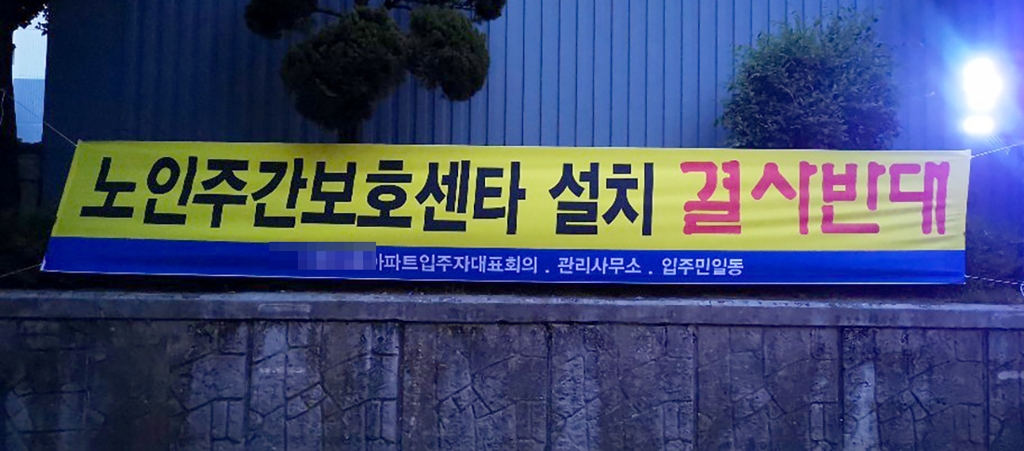 노인주간보호센타 설치 결사반대
아파트입주자대표회의 . 관리사무소 . 입주민일동